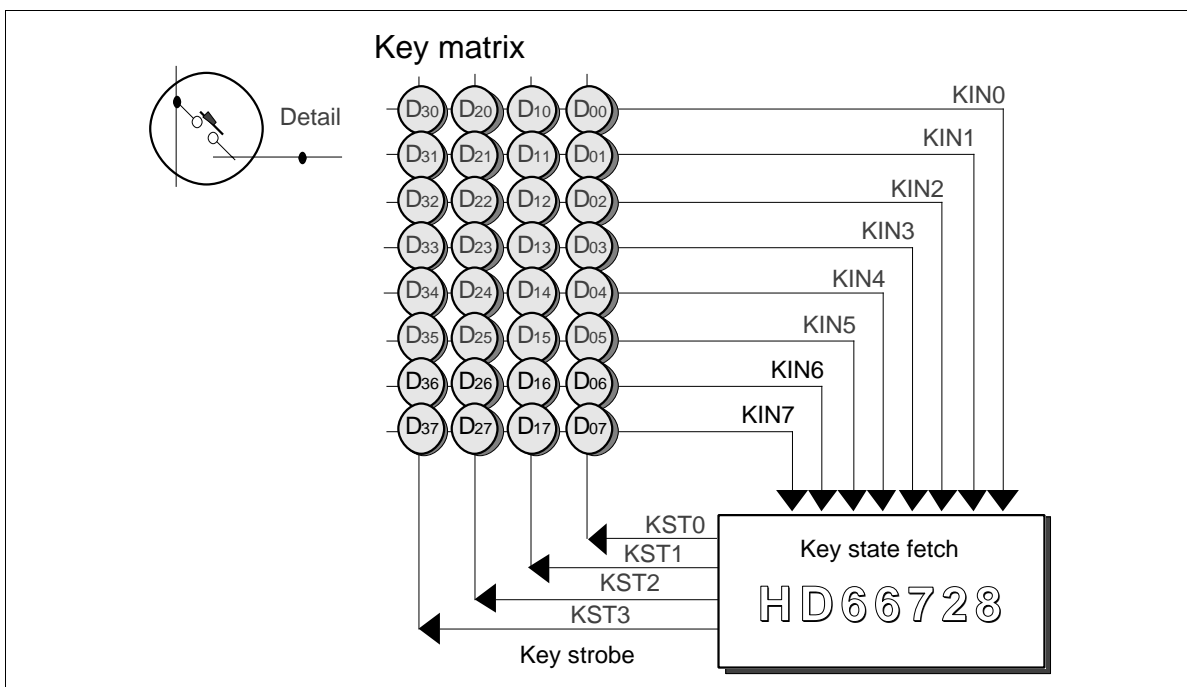 Key matrix
Detail
D30 D20 D10 D00
KIN0
D31 D21 D11 D01
KIN1
D32 D22 D12 D02
KIN2
D33 D23 D13 D03
KIN3
D34 D24 D14 D04
KIN4
D35 D25 D15 D05
KIN5
D36 D26 D16 D06
KIN6
D37 D27 D17 D07
KIN7
KST0
KST1
KST2
KST3
Key strobe
Key state fetch
HD66728